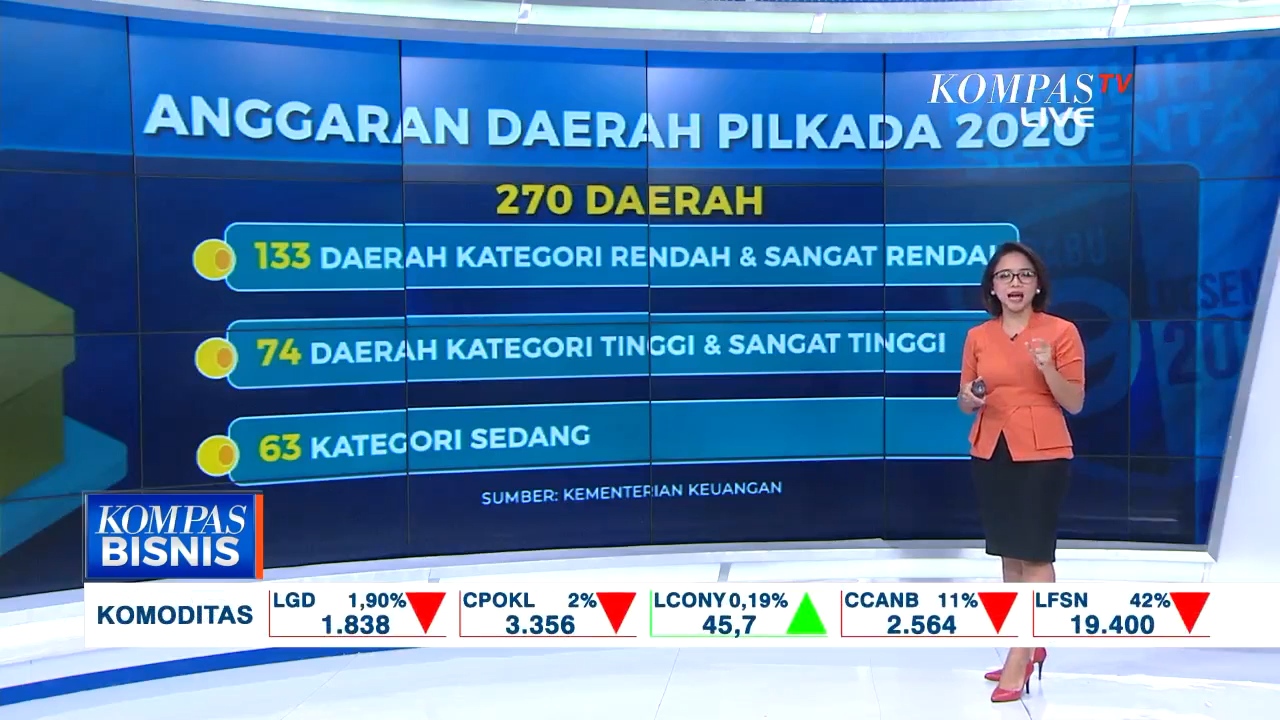 KOMPASTV
LIVE
ANGGARAN DAERAH PILKADA 2020
270 DAERAH
133 DAERAH KATEGORI RENDAH & SANGAT RENDAH
74 DAERAH KATEGORI TINGGI & SANGAT TINGGI
63 KATEGORI SEDANG
SUMBER: KEMENTERIAN KEUANGAN
KOMPAS
BISNIS
KOMODITAS
LGD 1,90%
1.838
CPOKL 2%
3.356
LCONY 0,19%
45,7
CCANB 11%
2.564
LFSN 42%
19.400